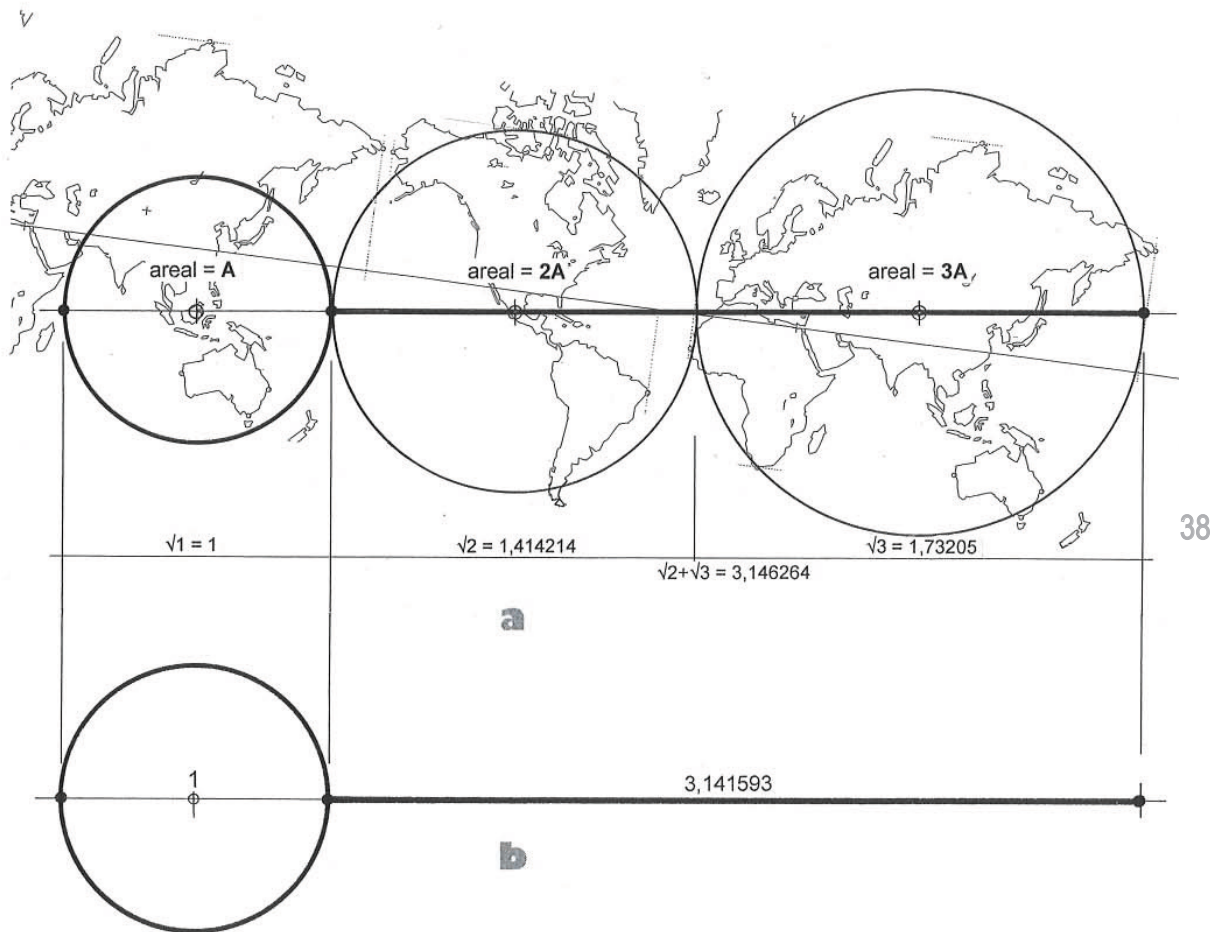 areal = A
areal = 2A
areal = 3A
√1 = 1
√2 = 1,414214
√3 = 1,73205
√2+√3 = 3,146264
38
a
1
3,141593
b